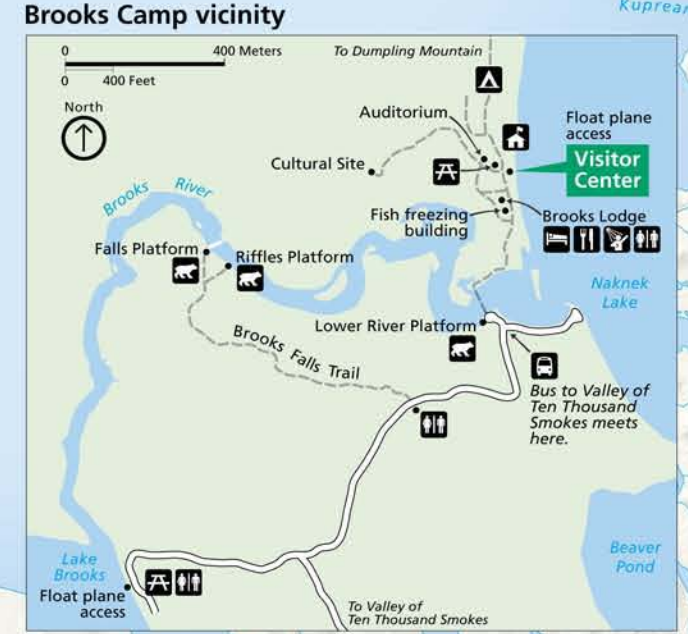 Brooks Camp vicinity
0 400 Meters
0 400 Feet
North
To Dumpling Mountain
Auditorium
Float plane
access
Visitor
Center
Cultural Site
Brooks River
Fish freezing
building
Brooks Lodge
Falls Platform
Riffles Platform
Naknek
Lake
Lower River Platform
Brooks Falls Trail
Bus to Valley of
Ten Thousand
Smokes meets
here.
Lake
Brooks
Float plane
access
Beaver
Pond
To Valley of
Ten Thousand Smokes